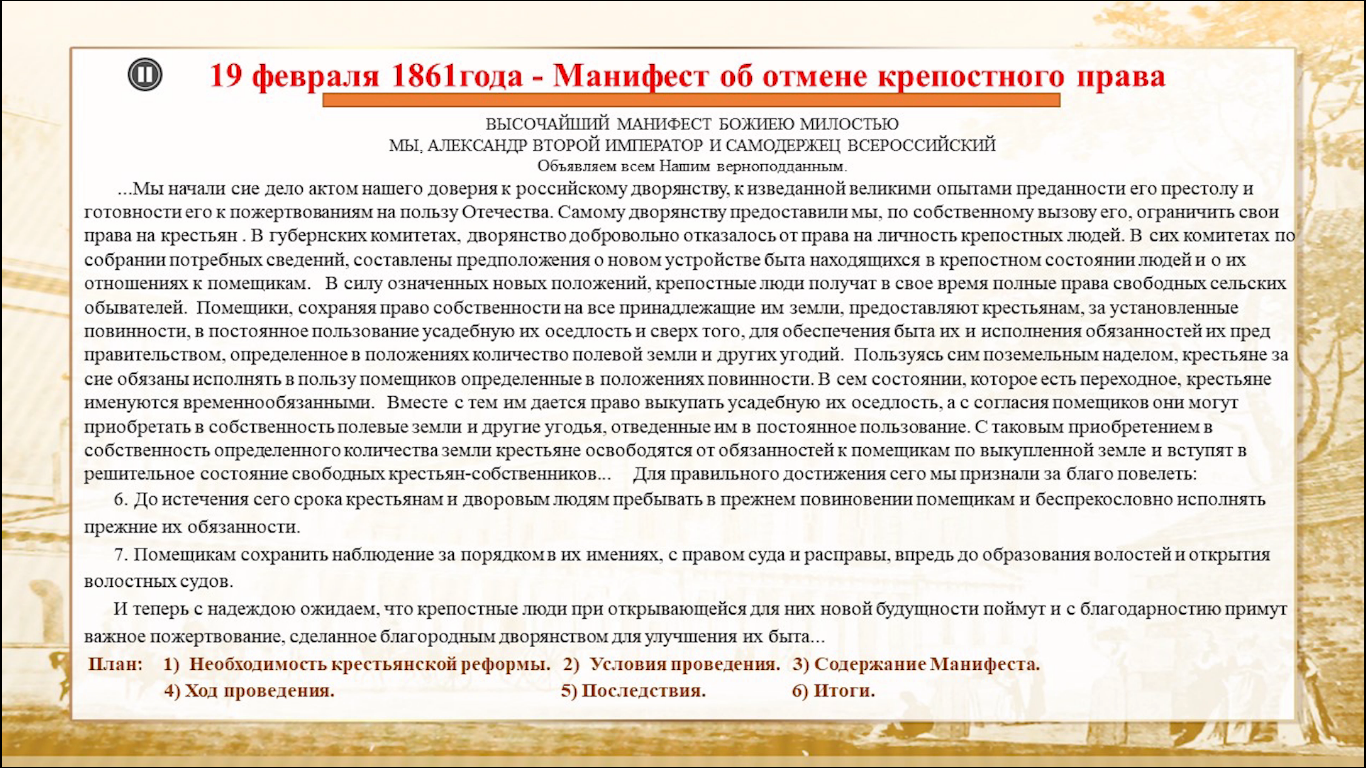 19 февраля 1861года - Манифест об отмене крепостного права
ВЫСОЧАЙШИЙ МАНИФЕСТ БОЖИЕЮ МИЛОСТЬЮ
МЫ, АЛЕКСАНДР ВТОРОЙ ИМПЕРАТОР И САМОДЕРЖЕЦ ВСЕРОССИЙСКИЙ
Объявляем всем Нашим верноподданным.
...Мы начали сие дело актом нашего доверия к российскому дворянству, к изведанной великими опытами преданности его престолу и
готовности его к пожертвованиям на пользу Отечества. Самому дворянству предоставили мы, по собственному вызову его, ограничить свои
права на крестьян . В губернских комитетах, дворянство добровольно отказалось от права на личность крепостных людей. В сих комитетах по
собрании потребных сведений, составлены предположения о новом устройстве быта находящихся в крепостном состоянии людей и о их
отношениях к помещикам. В силу означенных новых положений, крепостные люди получат в свое время полные права свободных сельских
обывателей. Помещики, сохраняя право собственности на все принадлежащие им земли, предоставляют крестьянам, за установленные
повинности, в постоянное пользование усадебную их оседлость и сверх того, для обеспечения быта их и исполнения обязанностей их пред
правительством, определенное в положениях количество полевой земли и других угодий. Пользуясь сим поземельным наделом, крестьяне за
сие обязаны исполнять в пользу помещиков определенные в положениях повинности. В сем состоянии, которое есть переходное, крестьяне
именуются временнообязанными. Вместе с тем им дается право выкупать усадебную их оседлость, а с согласия помещиков они могут
приобретать в собственность полевые земли и другие угодья, отведенные им в постоянное пользование. С таковым приобретением в
собственность определенного количества земли крестьяне освободятся от обязанностей к помещикам по выкупленной земле и вступят в
решительное состояние свободных крестьян-собственников... Для правильного достижения сего мы признали за благо повелеть:
6. До истечения сего срока крестьянам и дворовым людям пребывать в прежнем повиновении помещикам и беспрекословно исполнять
прежние их обязанности.
7. Помещикам сохранить наблюдение за порядком в их имениях, с правом суда и расправы, впредь до образования волостей и открытия
волостных судов.
И теперь с надеждою ожидаем, что крепостные люди при открывающейся для них новой будущности поймут и с благодарностию примут
важное пожертвование, сделанное благородным дворянством для улучшения их быта...
План: 1) Необходимость крестьянской реформы. 2) Условия проведения. 3) Содержание Манифеста.
4) Ход проведения. 5) Последствия. 6) Итоги.